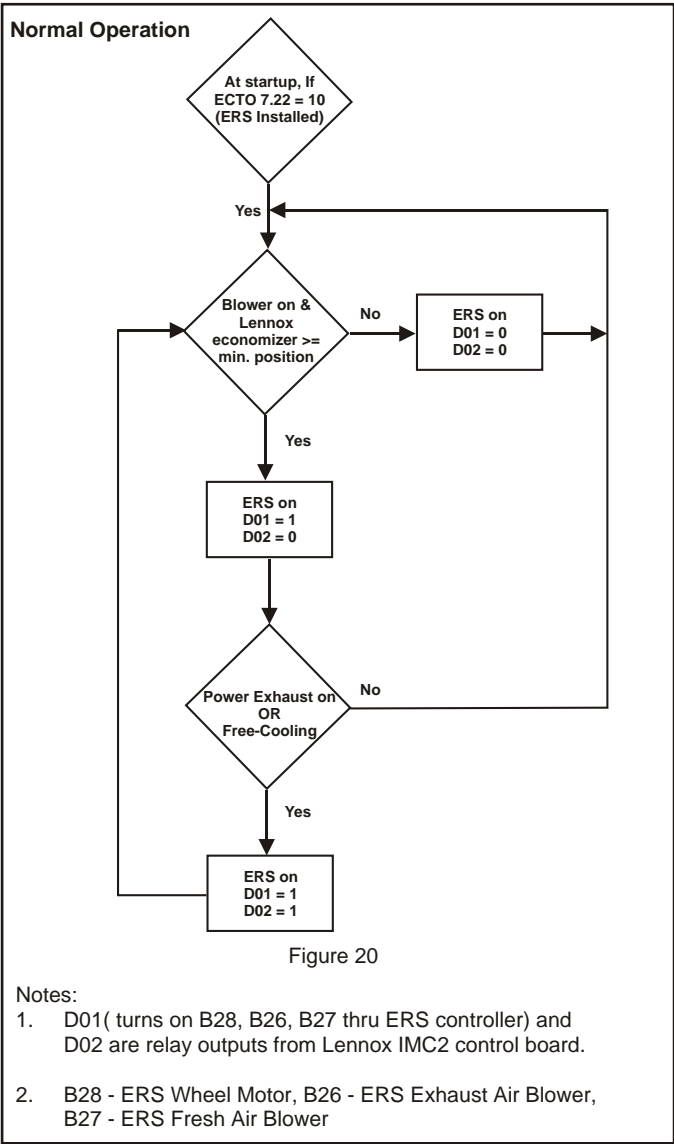 Normal Operation
At startup, If
ECTO 7.22 = 10
(ERS Installed)
Yes
Blower on &
Lennox
economizer >=
min. position
No
ERS on
D01 = 0
D02 = 0
Yes
ERS on
D01 = 1
D02 = 0
Power Exhaust on
OR
Free-Cooling
No
Yes
ERS on
D01 = 1
D02 = 1
Figure 20
Notes:
1. D01( turns on B28, B26, B27 thru ERS controller) and
D02 are relay outputs from Lennox IMC2 control board.
2. B28 - ERS Wheel Motor, B26 - ERS Exhaust Air Blower,
B27 - ERS Fresh Air Blower